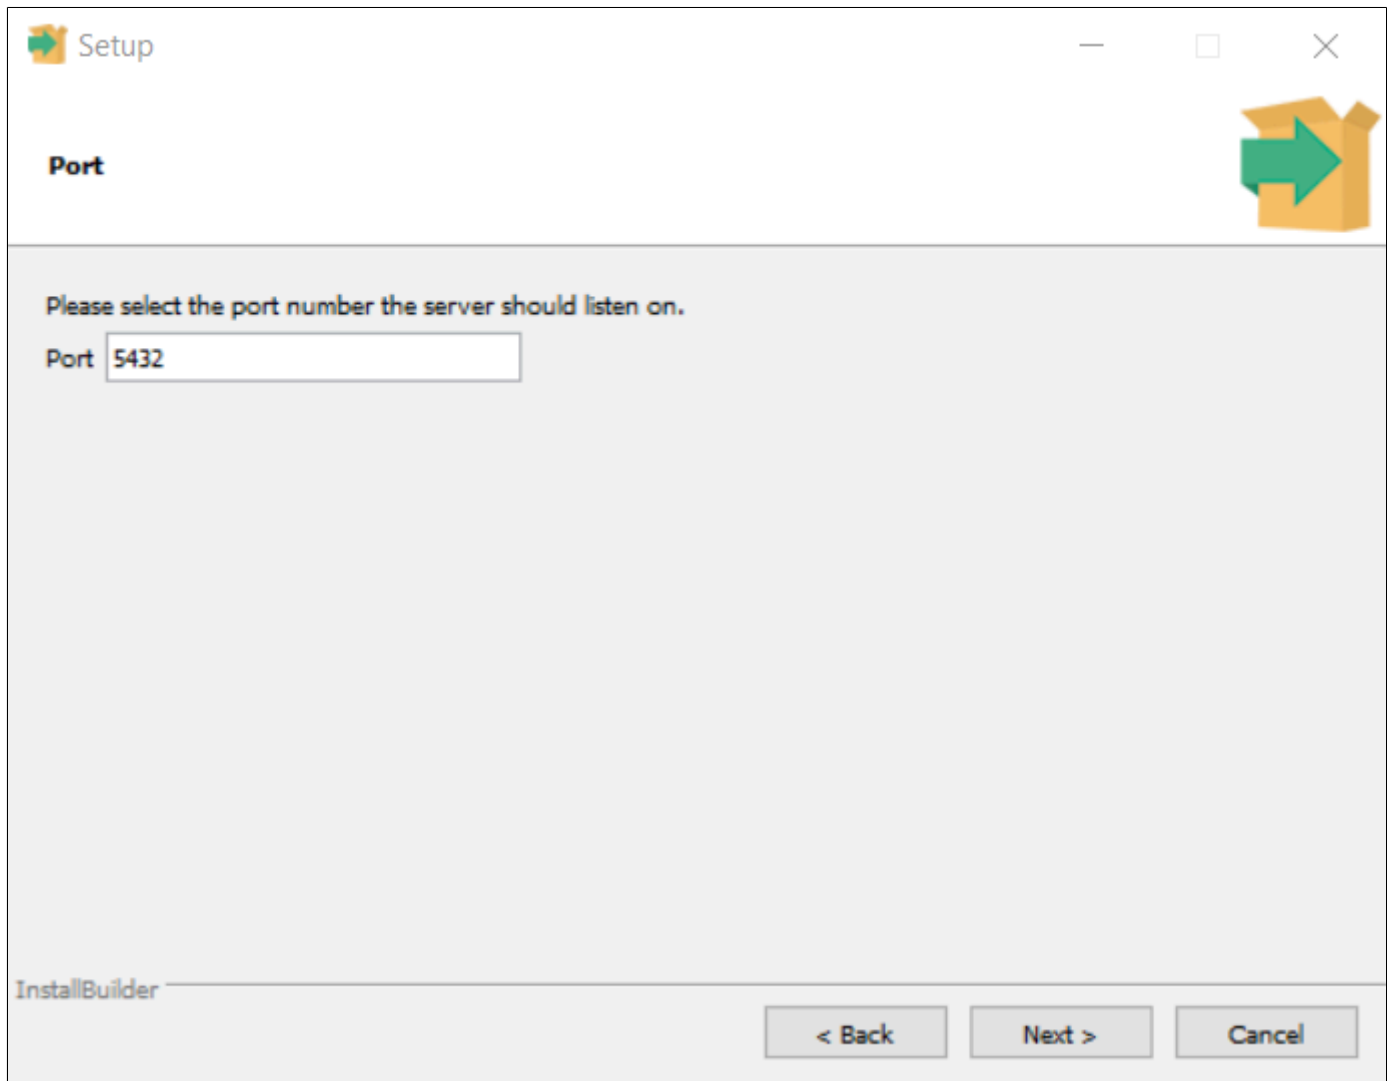 Setup
Port
Please select the port number the server should listen on.
Port 5432
InstallBuilder
< Back Next > Cancel